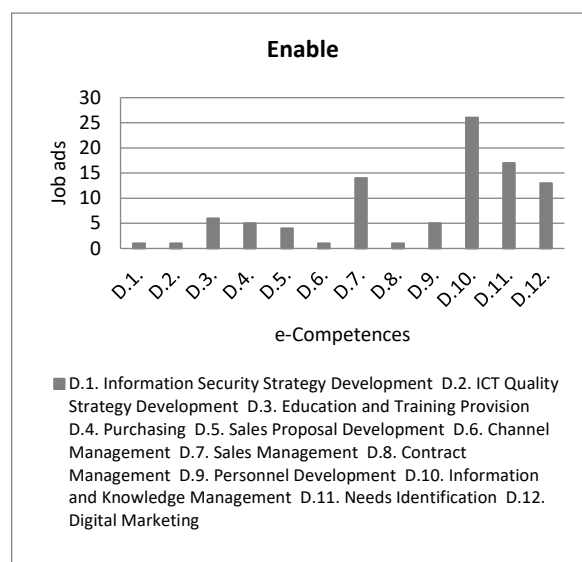 Enable
30
25
20
15
10
5
0
Job ads
D.1.
D.2.
D.3.
D.4.
D.5.
D.6.
D.7.
D.8.
D.9.
D.10.
D.11.
D.12.
e-Competences
D.1. Information Security Strategy Development D.2. ICT Quality
Strategy Development D.3. Education and Training Provision
D.4. Purchasing D.5. Sales Proposal Development D.6. Channel
Management D.7. Sales Management D.8. Contract
Management D.9. Personnel Development D.10. Information
and Knowledge Management D.11. Needs Identification D.12.
Digital Marketing